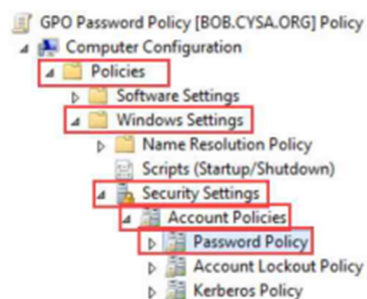 GPO Password Policy [BOB.CYSA.ORG] Policy
Computer Configuration
Policies
Software Settings
Windows Settings
Name Resolution Policy
Scripts (Startup/Shutdown)
Security Settings
Account Policies
Password Policy
Account Lockout Policy
Kerberos Policy